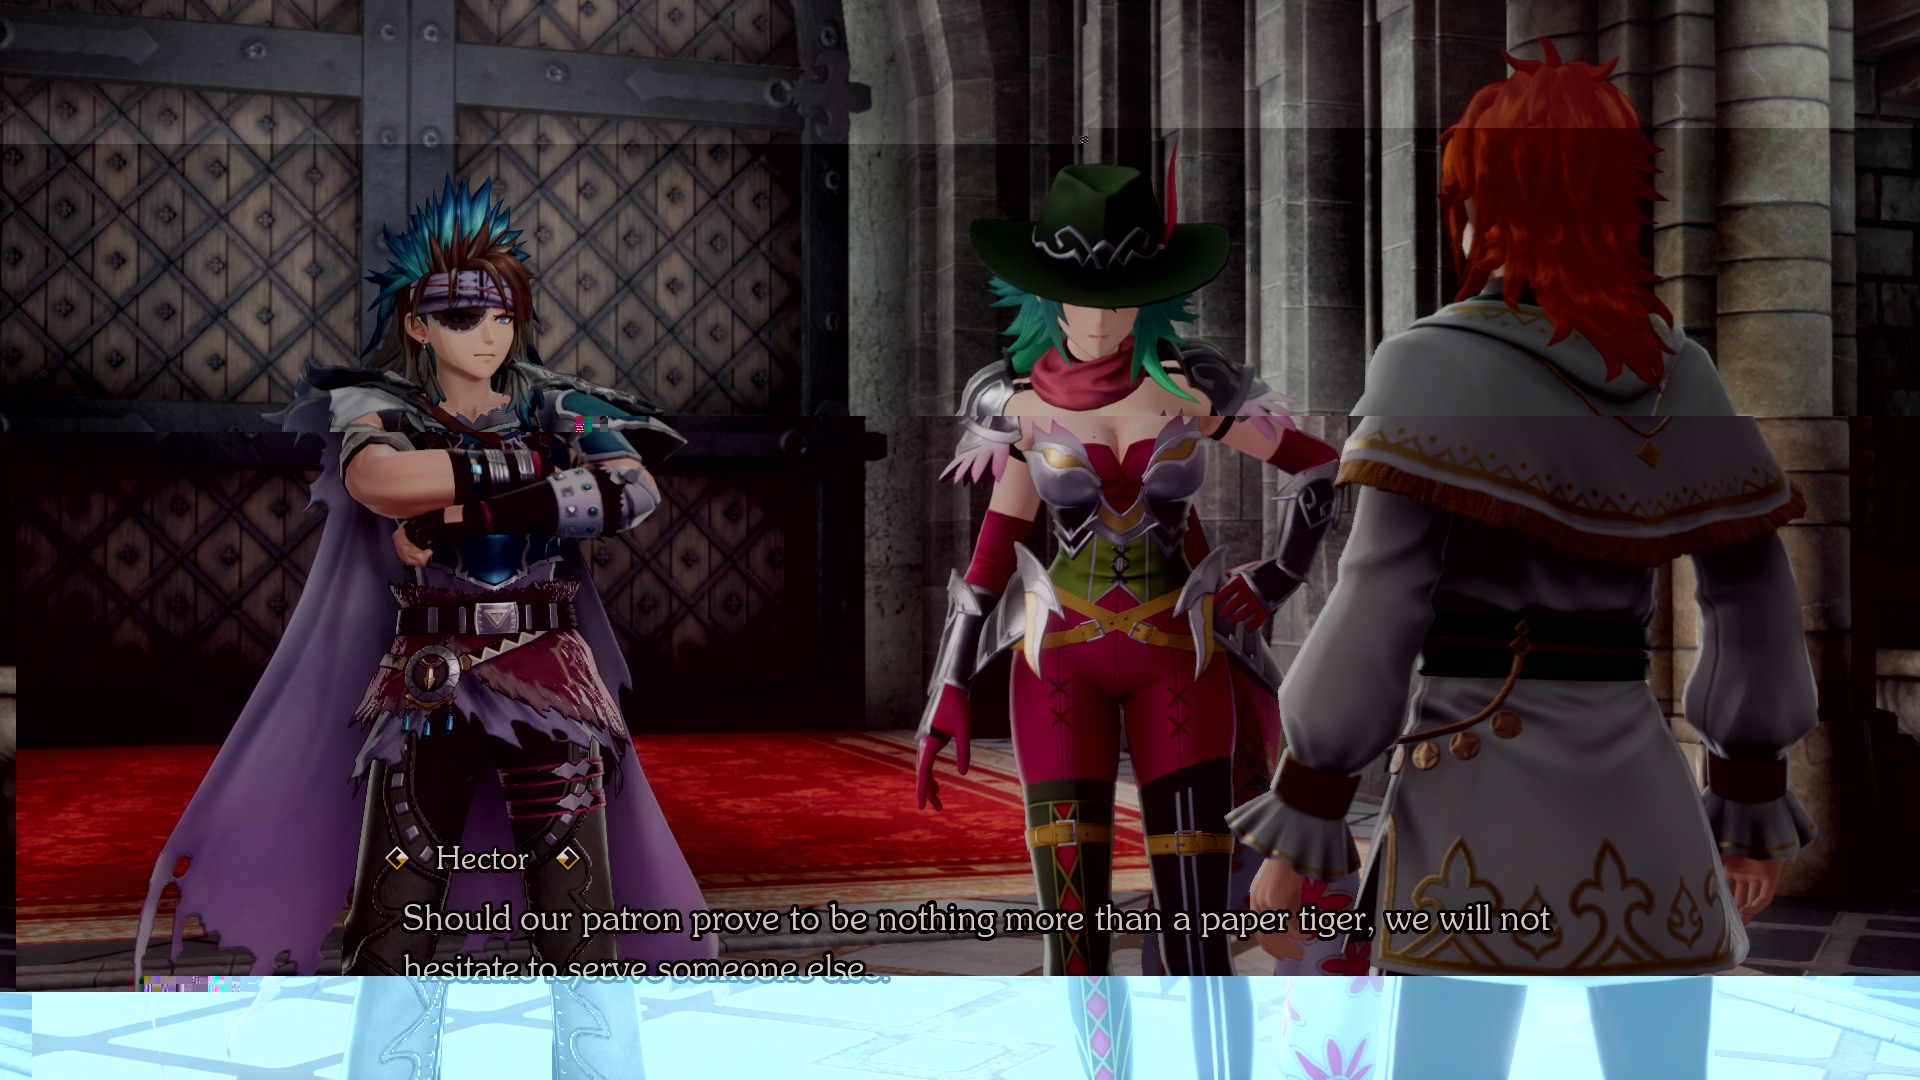 Hector
Should our patron prove to be nothing more than a paper tiger, we will not
hesitate to serve someone else.